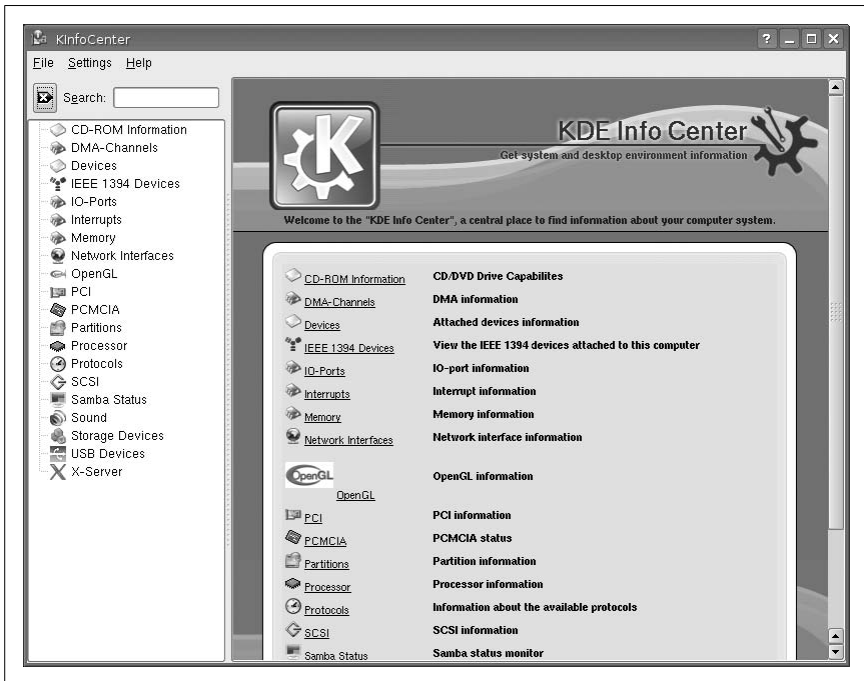 KInfoCenter
File Settings Help
Search:
CD-ROM Information
DMA-Channels
Devices
IEEE 1394 Devices
IO-Ports
Interrupts
Memory
Network Interfaces
OpenGL
PCI
PCMCIA
Partitions
Processor
Protocols
SCSI
Samba Status
Sound
Storage Devices
USB Devices
X-Server
KDE Info Center
Get system and desktop environment information
Welcome to the "KDE Info Center", a central place to find information about your computer system.
CD-ROM Information CD/DVD Drive Capabilites
DMA-Channels DMA information
Devices Attached devices information
IEEE 1394 Devices View the IEEE 1394 devices attached to this computer
IO-Ports IO-port information
Interrupts Interrupt information
Memory Memory information
Network Interfaces Network interface information
OpenGL OpenGL information
OpenGL
PCI PCI information
PCMCIA PCMCIA status
Partitions Partition information
Processor Processor information
Protocols Information about the available protocols
SCSI SCSI information
Samba Status Samba status monitor